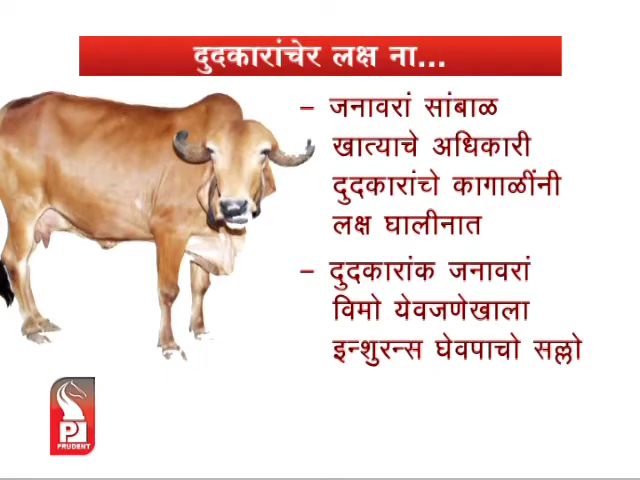 दुदकारांचेर लक्ष ना...
– जनावरां सांबाळ
खात्याचे अधिकारी
दुदकारांचो कागाळींनी
लक्ष घालीनात
– दुदकारांक जनावरां
विमो येवजणेखाला
इन्शुरन्स घेवपाचो सल्लो
PRUDENT